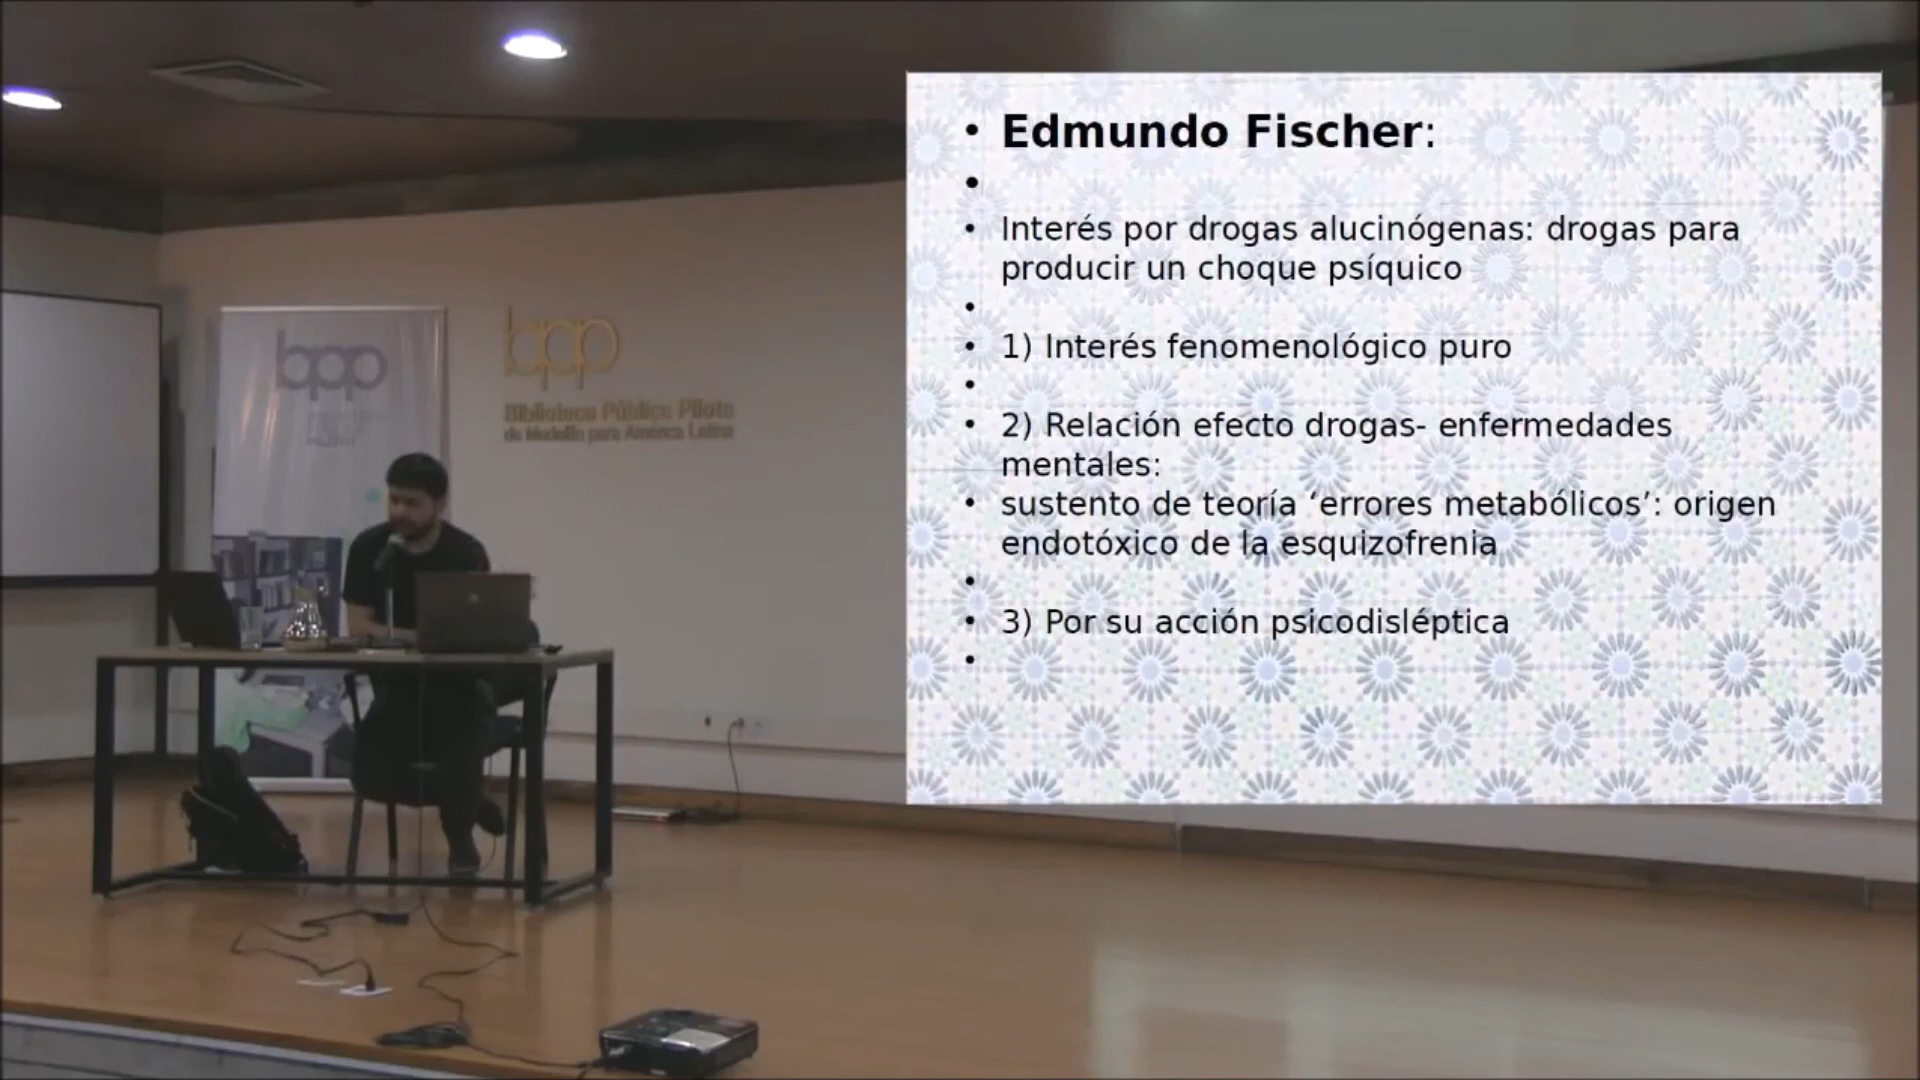 Edmundo Fischer:
Interés por drogas alucinógenas: drogas para
producir un choque psíquico
1) Interés fenomenológico puro
2) Relación efecto drogas- enfermedades
mentales:
sustento de teoría ‘errores metabólicos’: origen
endotóxico de la esquizofrenia
3) Por su acción psicodisléptica
bpp
bpp
Biblioteca Pública Piloto
de Medellín para América Latina